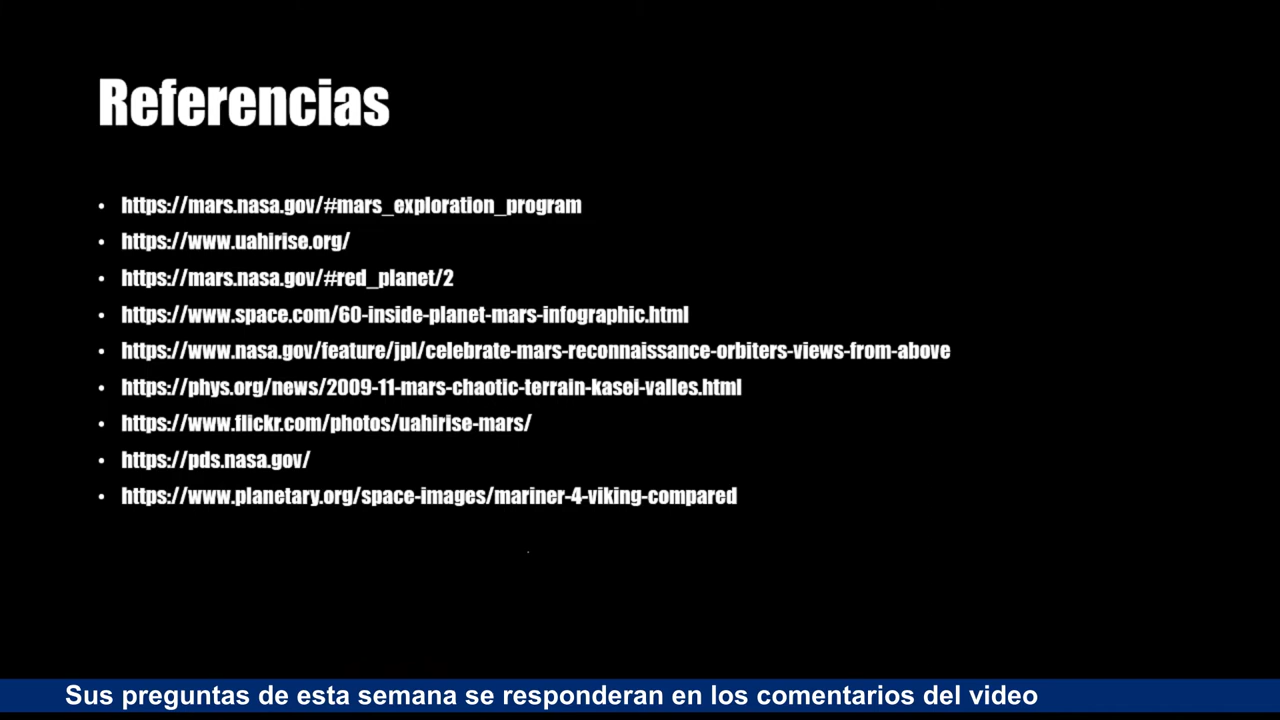 Referencias
• https://mars.nasa.gov/#mars_exploration_program
• https://www.uahirise.org/
• https://mars.nasa.gov/#red_planet/2
• https://www.space.com/60-inside-planet-mars-infographic.html
• https://www.nasa.gov/feature/jpl/celebrate-mars-reconnaissance-orbiters-views-from-above
• https://phys.org/news/2009-11-mars-chaotic-terrain-kasei-valles.html
• https://www.flickr.com/photos/uahirise-mars/
• https://pds.nasa.gov/
• https://www.planetary.org/space-images/mariner-4-viking-compared
Sus preguntas de esta semana se responderan en los comentarios del video